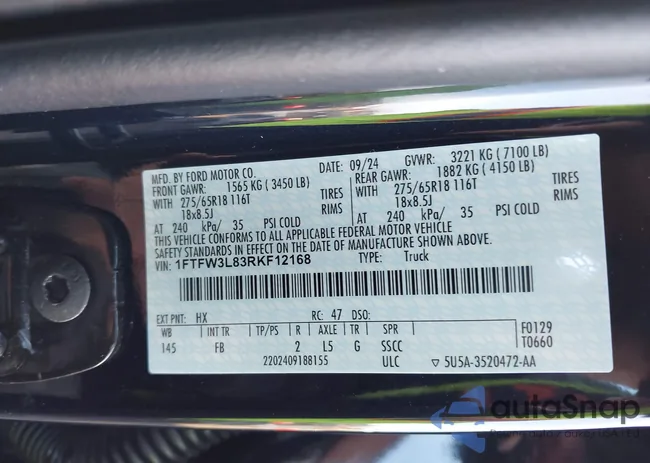 MFD. BY FORD MOTOR CO. DATE: 09/24 GVWR: 3221 KG ( 7100 LB)
FRONT GAWR: 1565 KG ( 3450 LB) REAR GAWR: 1882 KG ( 4150 LB)
WITH 275/65R18 116T TIRES WITH 275/65R18 116T TIRES
18x8.5J RIMS 18x8.5J RIMS
AT 240 kPa/ 35 PSI COLD AT 240 kPa/ 35 PSI COLD
THIS VEHICLE CONFORMS TO ALL APPLICABLE FEDERAL MOTOR VEHICLE
SAFETY STANDARDS IN EFFECT ON THE DATE OF MANUFACTURE SHOWN ABOVE.
VIN: 1FTFW3L83RKF12168 TYPE: Truck
EXT PNT: HX RC: 47 DSO: F0129
WB INT TR TP/PS R AXLE TR SPR T0660
145 FB 2 L5 G SSCC
2202409188155 ULC ▽ 5U5A-3520472-AA
autoSnap